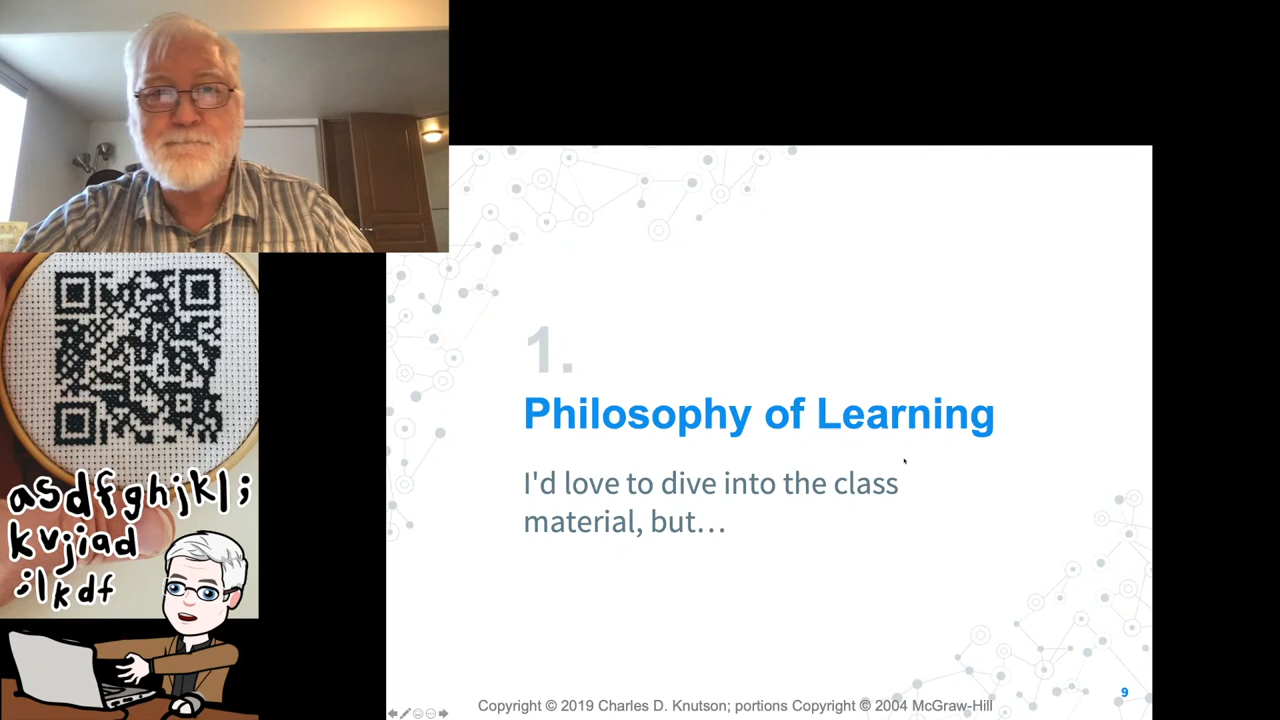 1.
Philosophy of Learning
I'd love to dive into the class
material, but…
asdfghjkl;
kvjiad
;lkdf
9
Copyright © 2019 Charles D. Knutson; portions Copyright © 2004 McGraw-Hill